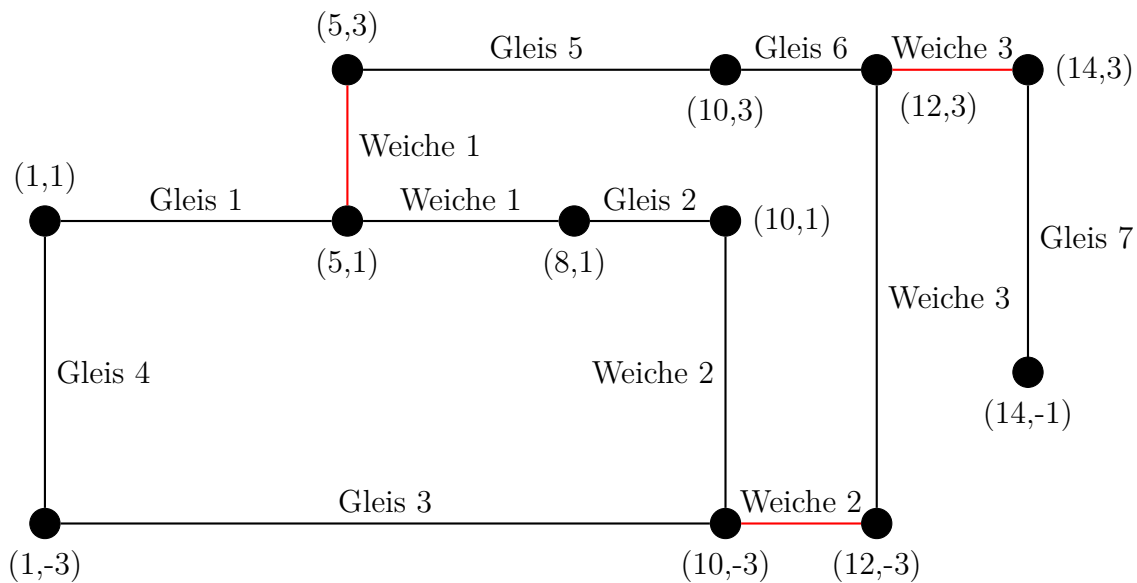 (5,3)
Gleis 5
Gleis 6
Weiche 3
(14,3)
(10,3)
(12,3)
Weiche 1
(1,1)
Gleis 1
Weiche 1
Gleis 2
(10,1)
(5,1)
(8,1)
Gleis 7
Weiche 3
Gleis 4
Weiche 2
(14,-1)
Gleis 3
Weiche 2
(1,-3)
(10,-3)
(12,-3)